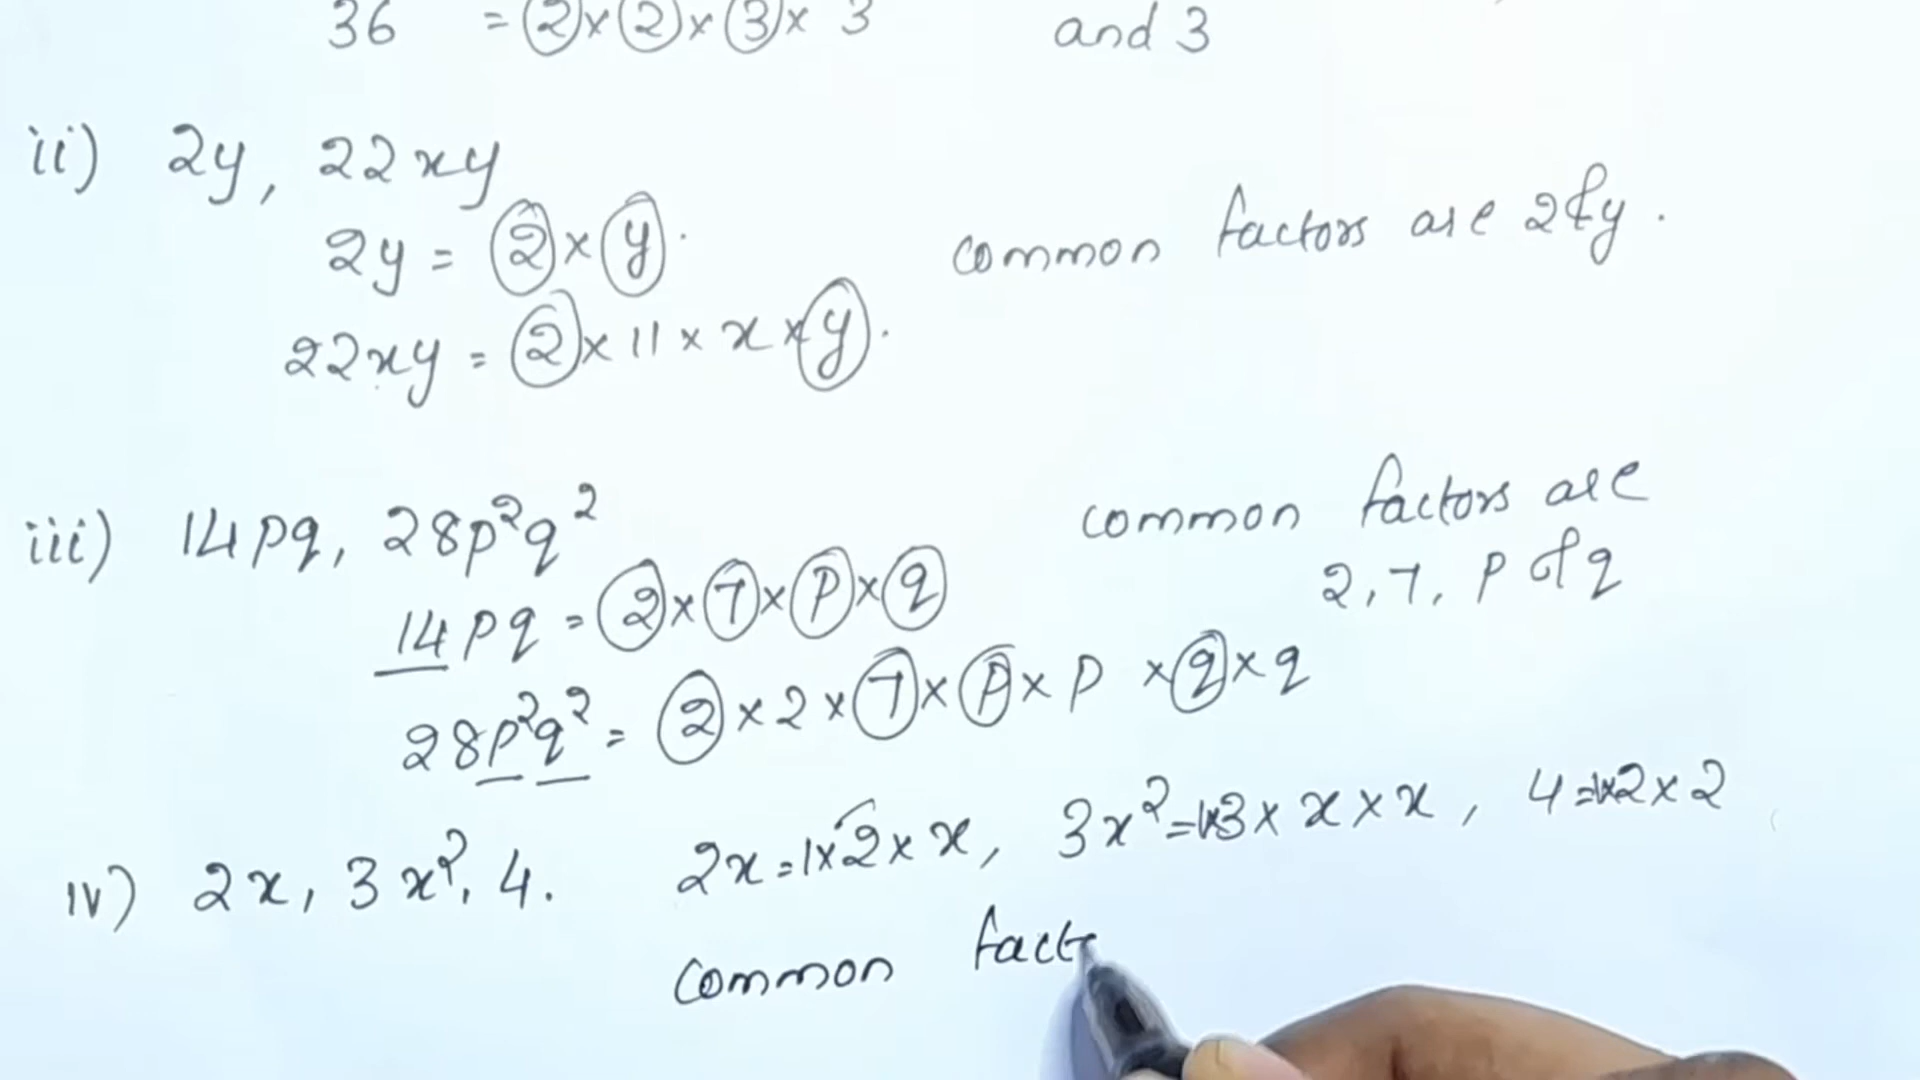 36 = 2 × 2 × 3 × 3 and 3
ii) 2y, 22xy
2y = 2 × y. common factors are 2 & y.
22xy = 2 × 11 × x × y.
iii) 14pq, 28p²q² common factors are
14pq = 2 × 7 × p × q 2, 7, p & q
28p²q² = 2 × 2 × 7 × p × p × q × q
iv) 2x, 3x², 4. 2x = 1 × 2 × x, 3x² = 1×3 × x × x, 4 = 1×2 × 2
common fact